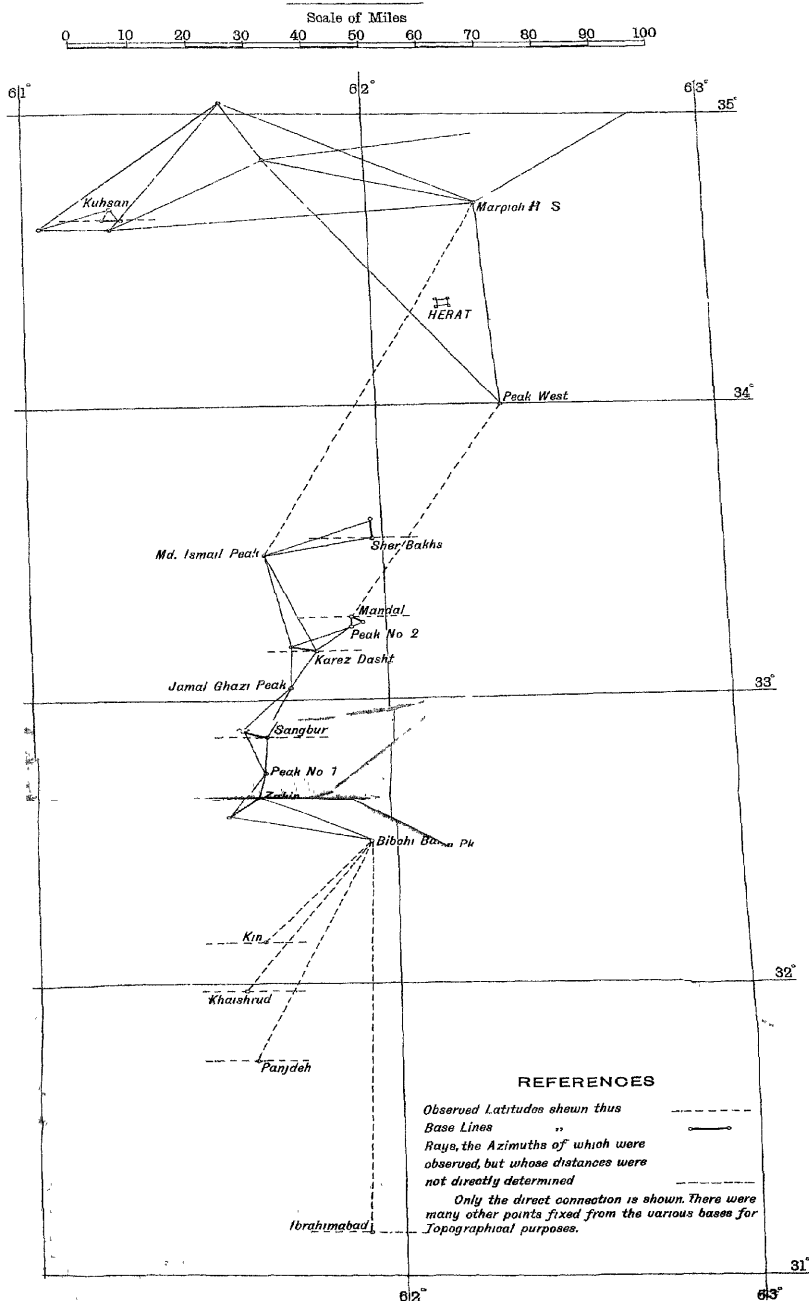 Scale of Miles
0 10 20 30 40 50 60 70 80 90 100
61° 62° 63°
35°
Kuhsan
H S
HERAT
34°
Peak West
Md. Ismail Peak
Sher Bakhs
Mandal
Peak No 2
Karez Dasht
Jamal Ghazi Peak
33°
Sangbur
Peak No 1
Pk
Kin
32°
Khaishrud
Panjdeh
REFERENCES
Observed Latitudes shewn thus
Base Lines "
Rays, the Azimuths of which were
observed, but whose distances were
not directly determined
Only the direct connection is shown. There were
many other points fixed from the various bases for
Topographical purposes.
Ibrahimabad
31°
62° 63°